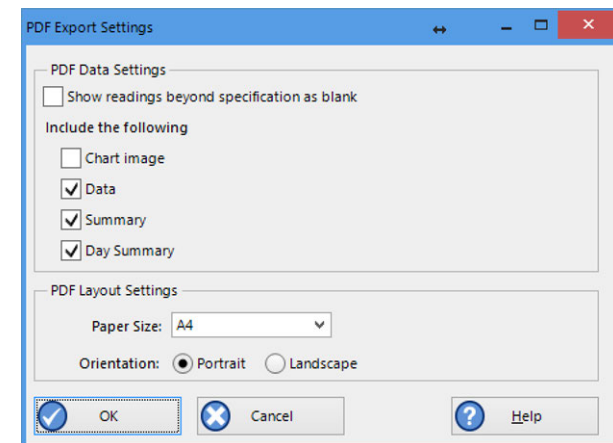 PDF Export Settings
PDF Data Settings
Show readings beyond specification as blank
Include the following
Chart image
Data
Summary
Day Summary
PDF Layout Settings
Paper Size: A4
Orientation: Portrait Landscape
OK Cancel Help